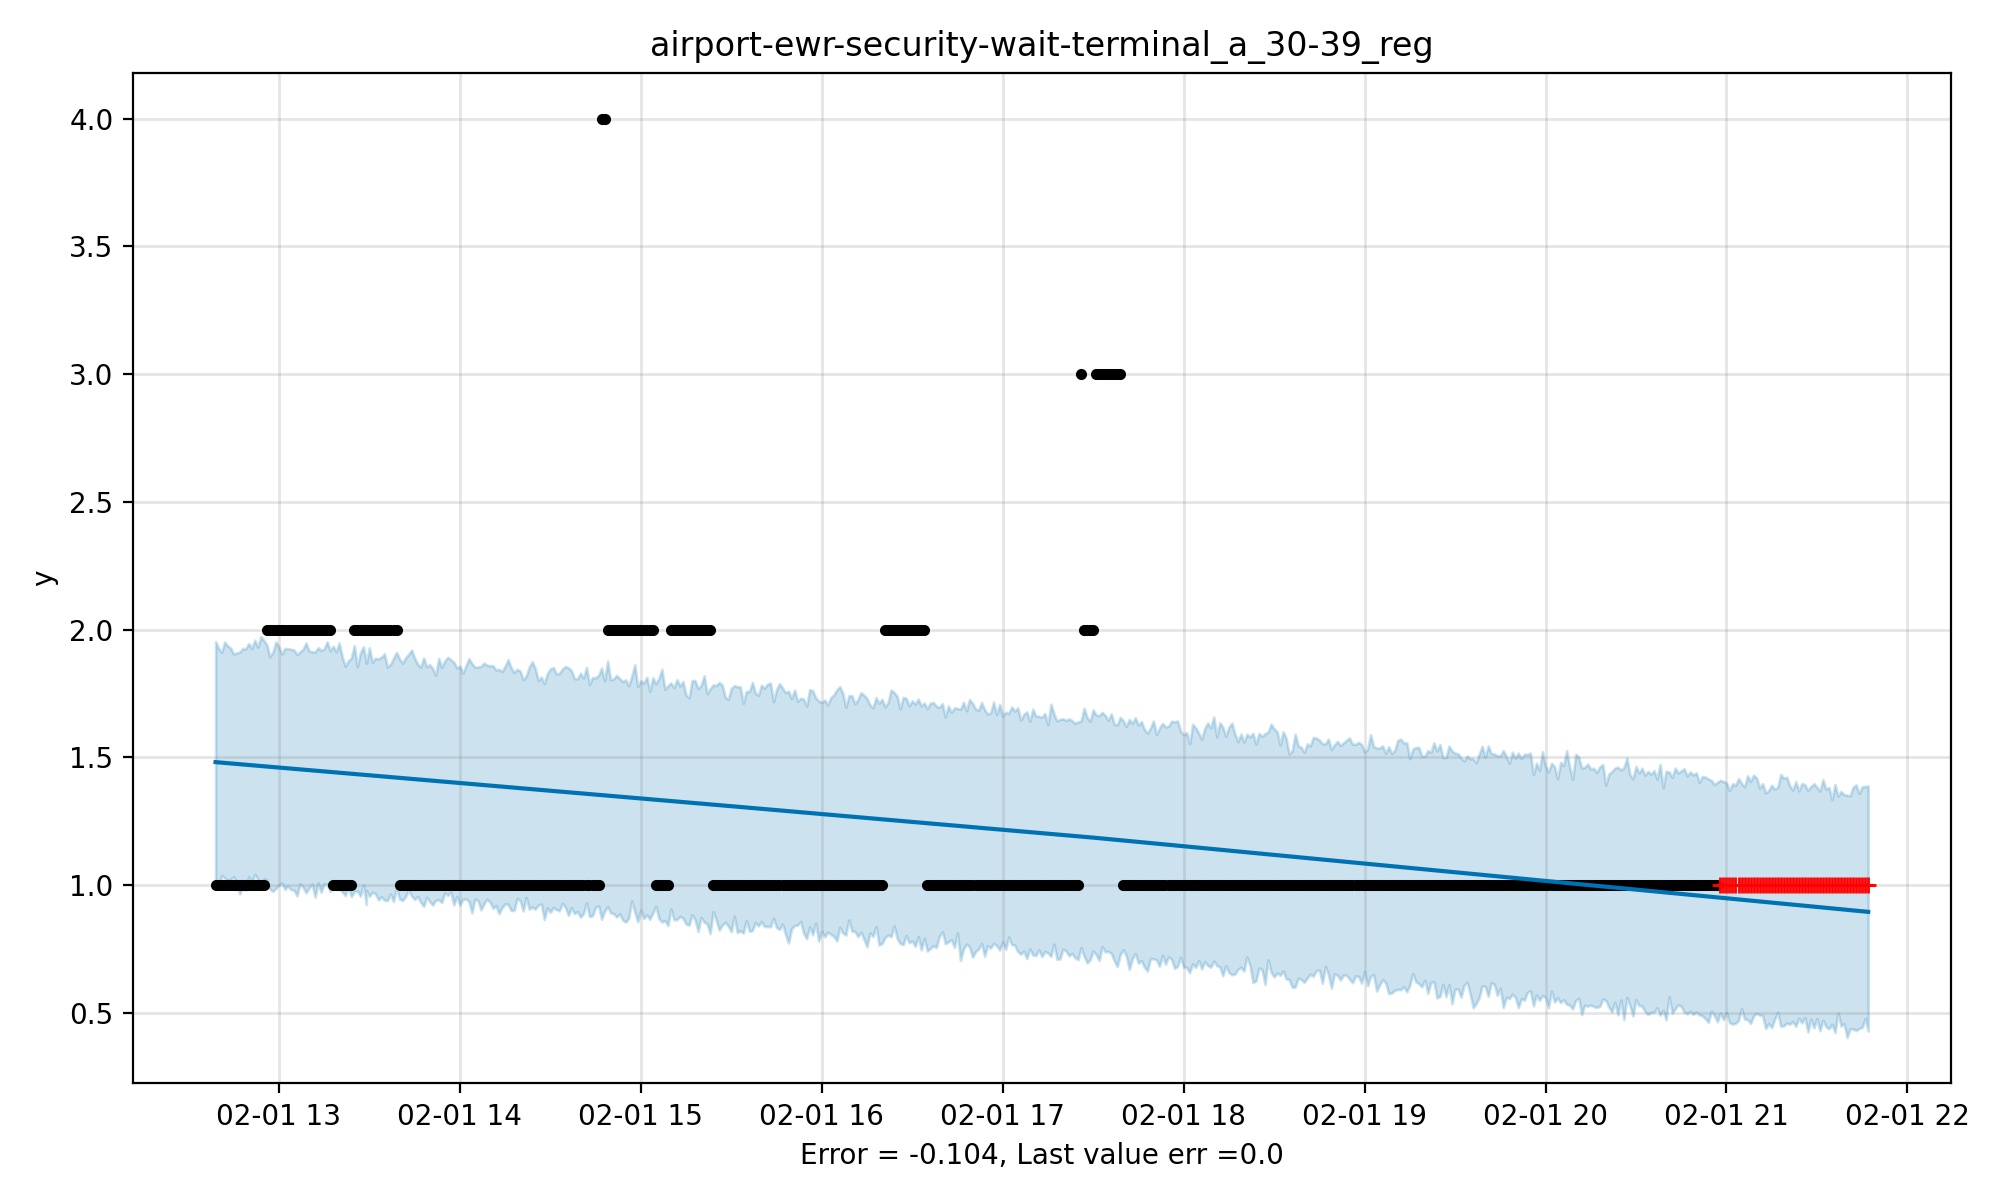 airport-ewr-security-wait-terminal_a_30-39_reg
4.0
3.5
3.0
2.5
2.0
1.5
1.0
0.5
y
02-01 13 02-01 14 02-01 15 02-01 16 02-01 17 02-01 18 02-01 19 02-01 20 02-01 21 02-01 22
Error = -0.104, Last value err =0.0